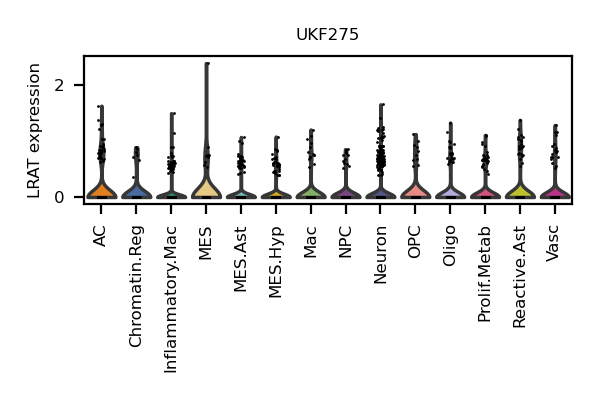 UKF275
LRAT expression
2
0
AC
Chromatin.Reg
Inflammatory.Mac
MES
MES.Ast
MES.Hyp
Mac
NPC
Neuron
OPC
Oligo
Prolif.Metab
Reactive.Ast
Vasc